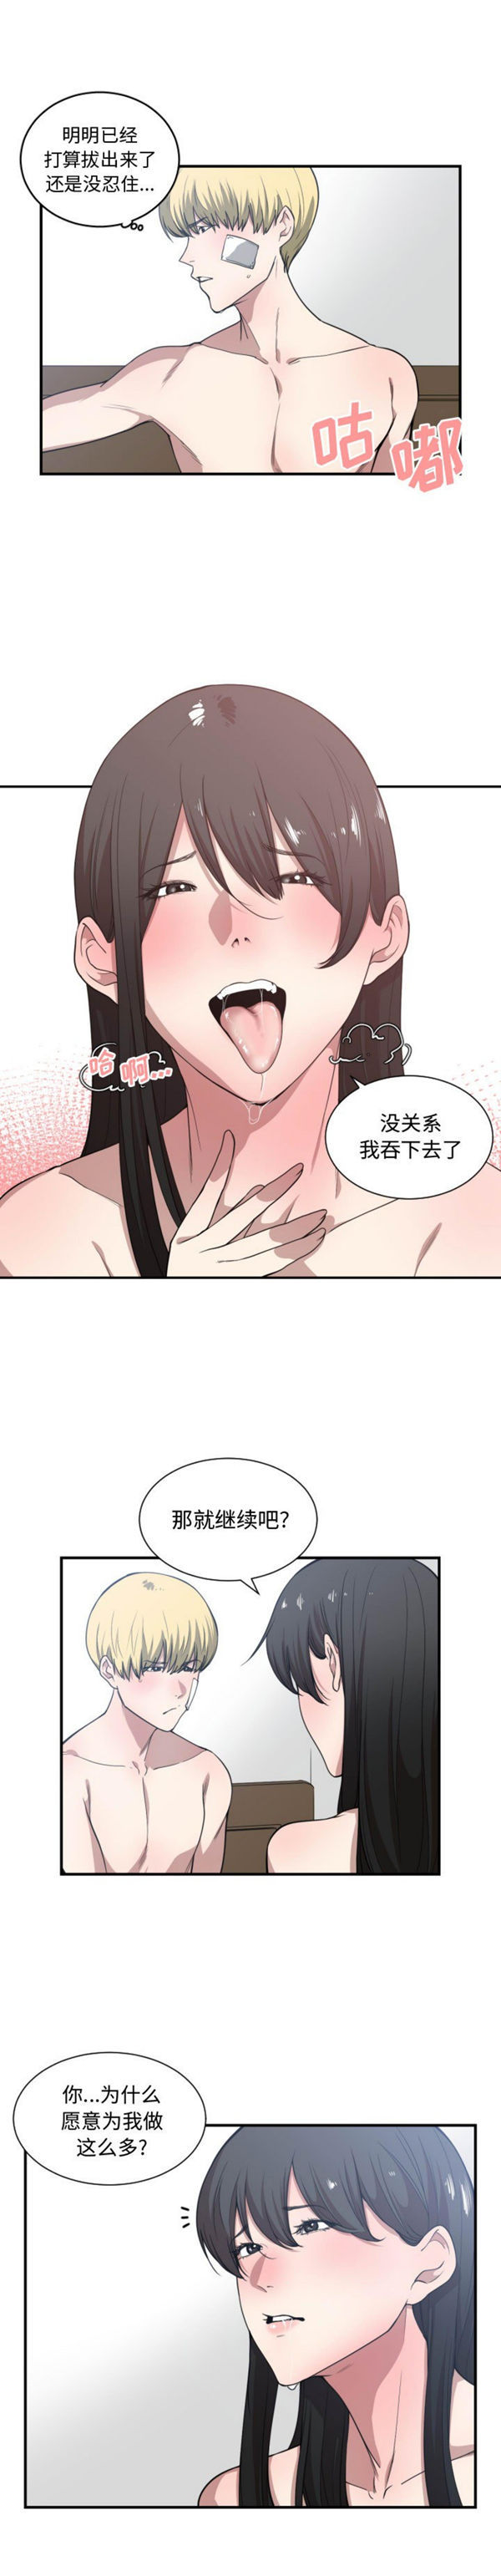 明明已经
打算拔出来了
还是没忍住…
咕嘟
哈啊…
没关系
我吞下去了
那就继续吧?
你…为什么
愿意为我做
这么多?